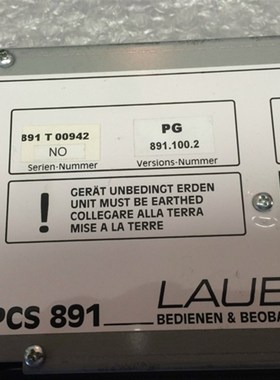 891 T 00942
NO
Serien-Nummer
PG
891.100.2
Versions-Nummer
!
GERÄT UNBEDINGT ERDEN
UNIT MUST BE EARTHED
COLLEGARE ALLA TERRA
MISE A LA TERRE
PCS 891
LAUE
BEDIENEN & BEOBA